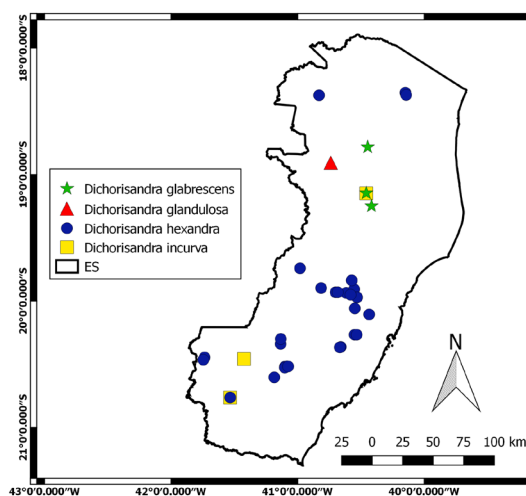 18°0'0.000"S
19°0'0.000"S
20°0'0.000"S
21°0'0.000"S
Dichorisandra glabrescens
Dichorisandra glandulosa
Dichorisandra hexandra
Dichorisandra incurva
ES
N
25 0 25 50 75 100 km
43°0'0.000"W 42°0'0.000"W 41°0'0.000"W 40°0'0.000"W